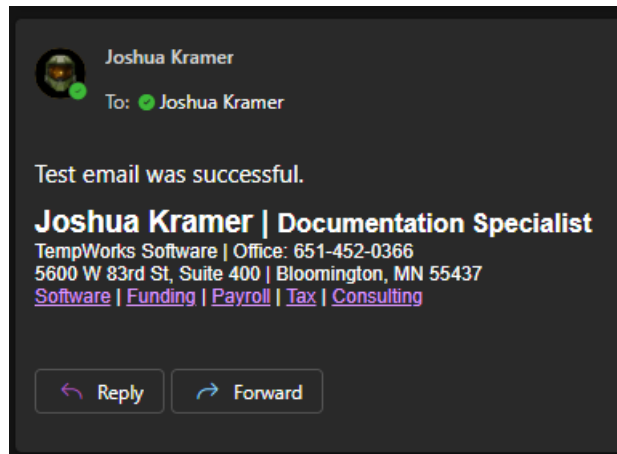 Joshua Kramer
To: Joshua Kramer
Test email was successful.
Joshua Kramer | Documentation Specialist
TempWorks Software | Office: 651-452-0366
5600 W 83rd St, Suite 400 | Bloomington, MN 55437
Software | Funding | Payroll | Tax | Consulting
Reply Forward